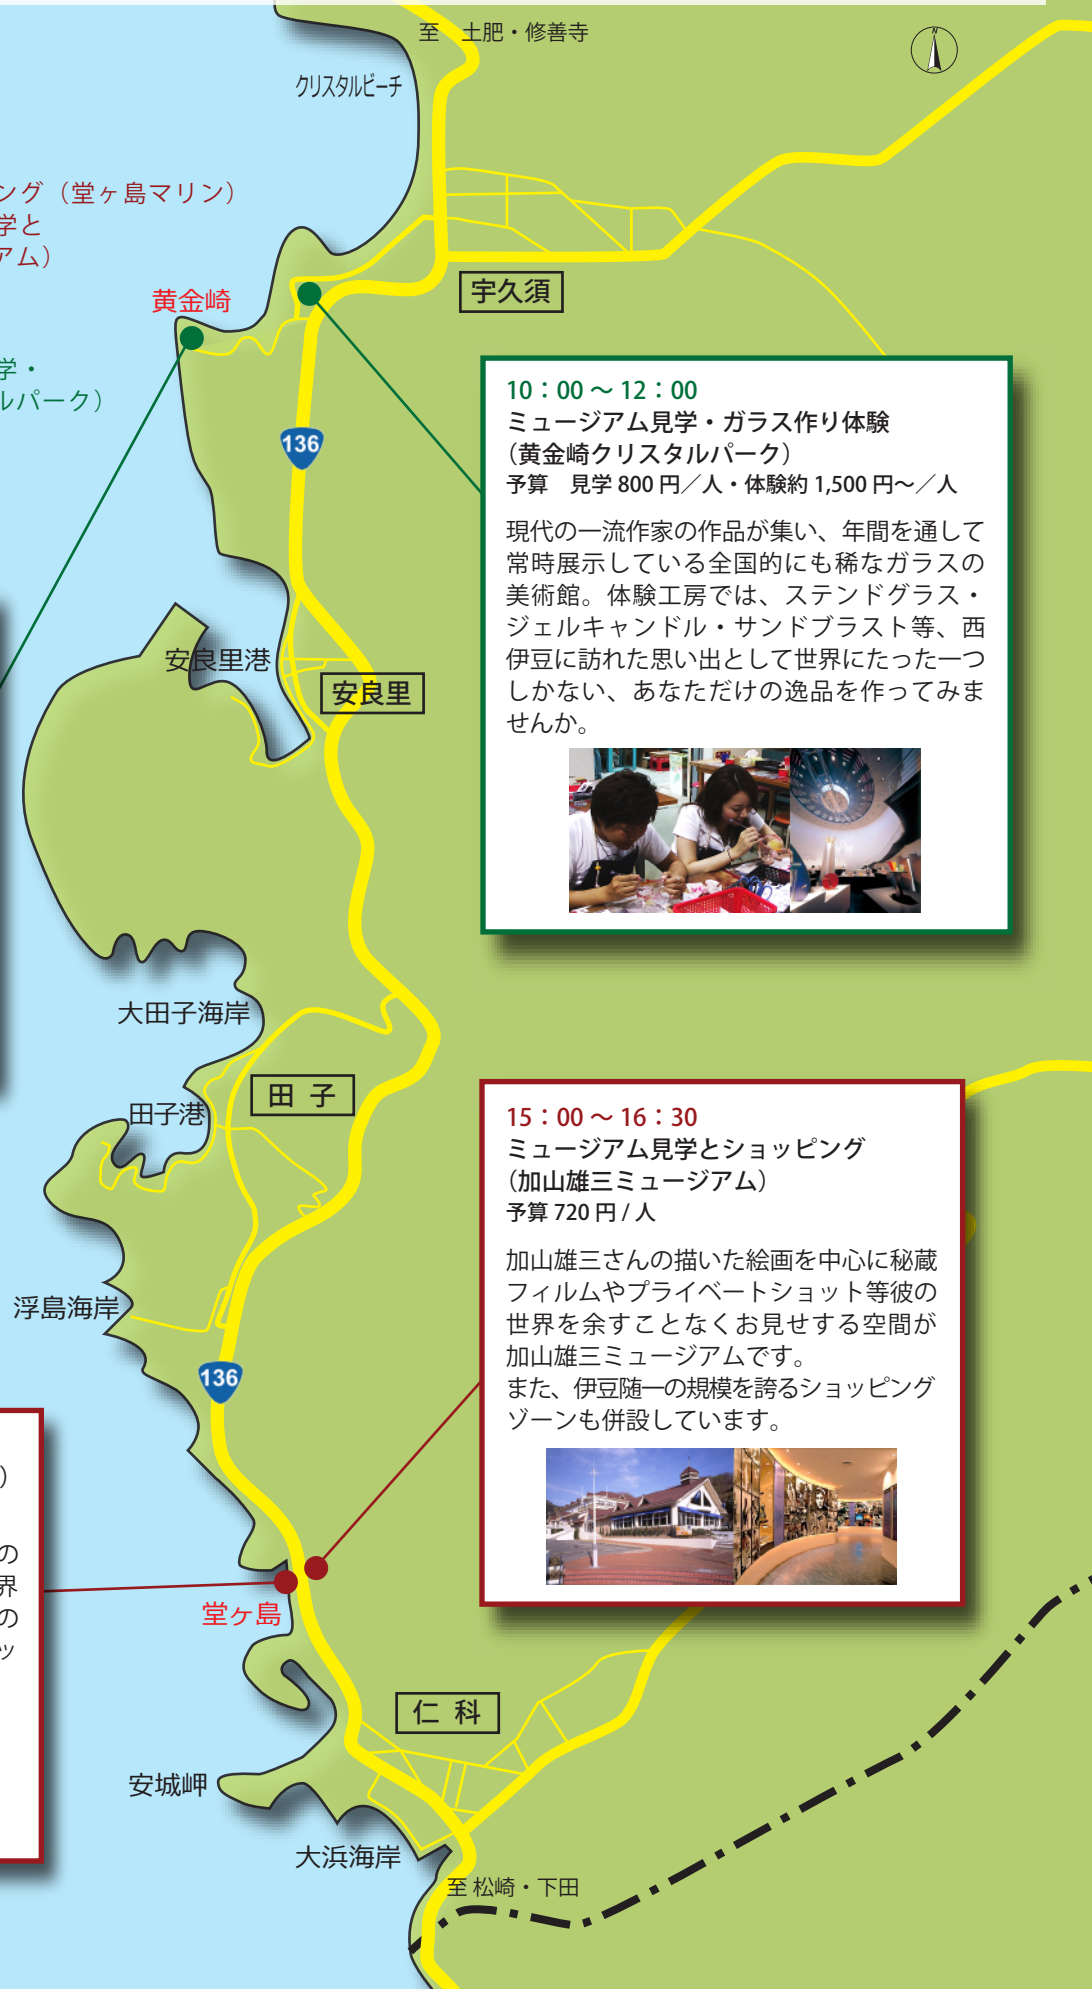 至 土肥・修善寺
N
クリスタルビーチ
ング（堂ヶ島マリン）
学と
アム）
黄金崎
宇久須
学・
ルパーク）
136
10：00 ～ 12：00
ミュージアム見学・ガラス作り体験
（黄金崎クリスタルパーク）
予算　見学 800 円／人・体験約 1,500 円～／人
現代の一流作家の作品が集い、年間を通して
常時展示している全国的にも稀なガラスの
美術館。体験工房では、ステンドグラス・
ジェルキャンドル・サンドブラスト等、西
伊豆に訪れた思い出として世界にたった一つ
しかない、あなただけの逸品を作ってみま
せんか。
安良里港
安良里
大田子海岸
田子港
田 子
15：00 ～ 16：30
ミュージアム見学とショッピング
（加山雄三ミュージアム）
予算 720 円 / 人
加山雄三さんの描いた絵画を中心に秘蔵
フィルムやプライベートショット等彼の
世界を余すことなくお見せする空間が
加山雄三ミュージアムです。
また、伊豆随一の規模を誇るショッピング
ゾーンも併設しています。
浮島海岸
136
）
の
界
の
ッ
堂ヶ島
仁 科
安城岬
大浜海岸
至 松崎・下田